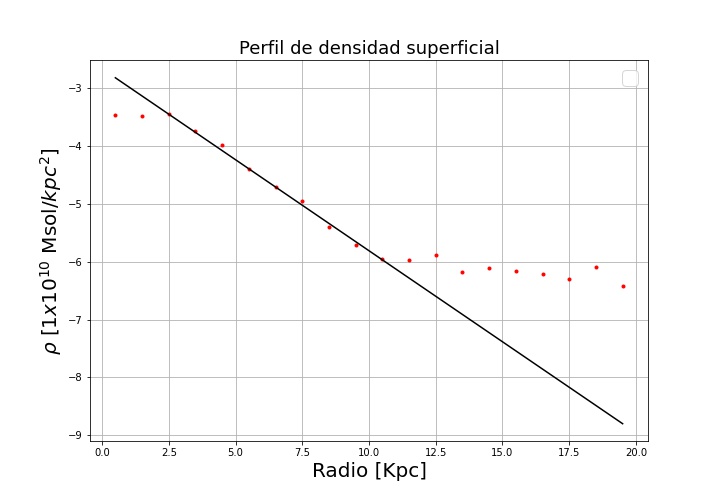 Perfil de densidad superficial
−3
−4
−5
−6
−7
−8
−9
ρ [1x10¹⁰ Msol/kpc²]
0.0 2.5 5.0 7.5 10.0 12.5 15.0 17.5 20.0
Radio [Kpc]